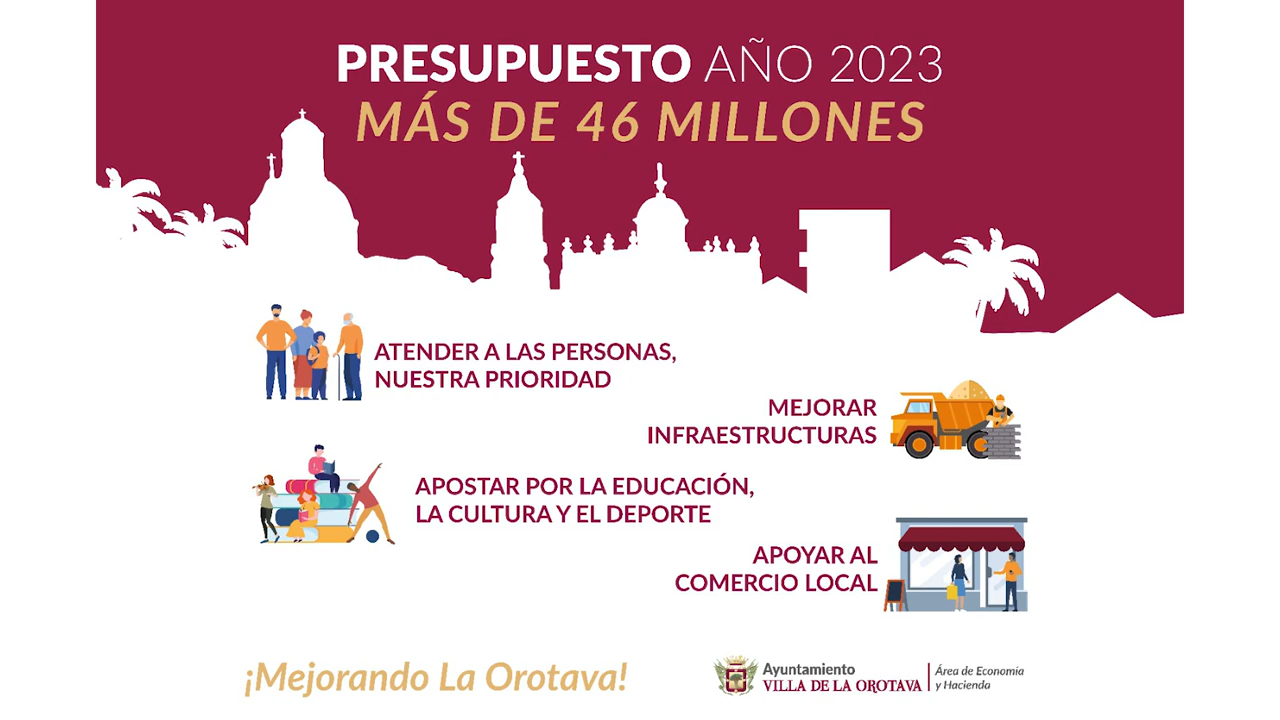 PRESUPUESTO AÑO 2023
MÁS DE 46 MILLONES
ATENDER A LAS PERSONAS,
NUESTRA PRIORIDAD
MEJORAR
INFRAESTRUCTURAS
APOSTAR POR LA EDUCACIÓN,
LA CULTURA Y EL DEPORTE
APOYAR AL
COMERCIO LOCAL
¡Mejorando La Orotava!
Ayuntamiento
VILLA DE LA OROTAVA
Área de Economía
y Hacienda